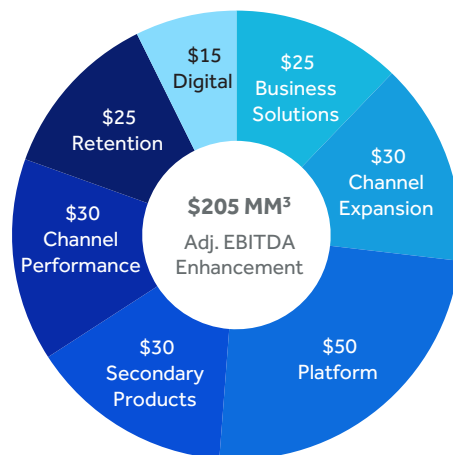 $15
Digital
$25
Business
Solutions
$25
Retention
$30
Channel
Expansion
$205 MM³
Adj. EBITDA
Enhancement
$30
Channel
Performance
$50
Platform
$30
Secondary
Products